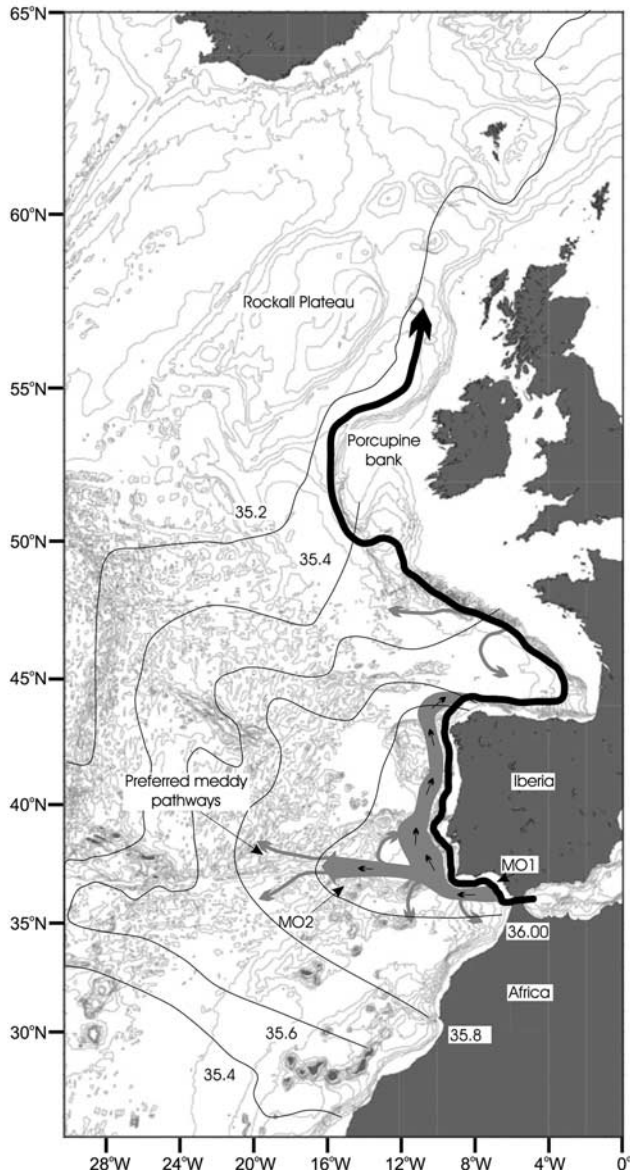 65°N
60°N
Rockall Plateau
55°N
Porcupine
bank
35.2
50°N
35.4
45°N
Preferred meddy
pathways
Iberia
40°N
MO1
MO2
35°N
36.00
Africa
35.6
35.8
30°N
35.4
28°W 24°W 20°W 16°W 12°W 8°W 4°W 0°W